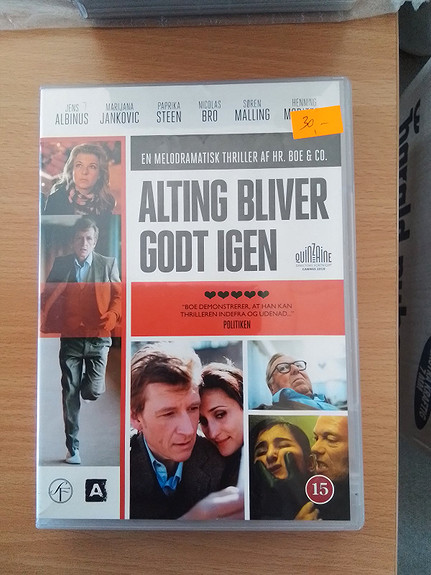 JENS ALBINUS
MARIJANA JANKOVIC
PAPRIKA STEEN
NICOLAS BRO
SØREN MALLING
HENNING
30,-
EN MELODRAMATISK THRILLER AF HR. BOE & CO.
ALTING BLIVER
GODT IGEN
QUINZAINE
♥♥♥♥♥
"BOE DEMONSTRERER, AT HAN KAN
THRILLEREN INDEFRA OG UDENAD..."
POLITIKEN
SF
A
15